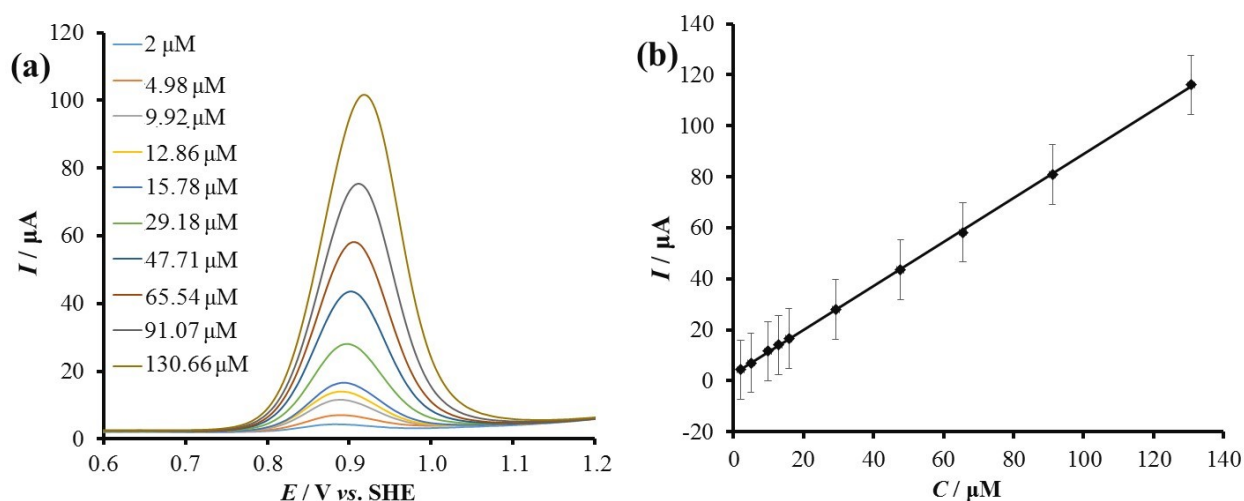 (a)
120
100
80
60
40
20
0
I / µA
2 µM
4.98 µM
9.92 µM
12.86 µM
15.78 µM
29.18 µM
47.71 µM
65.54 µM
91.07 µM
130.66 µM
0.6 0.7 0.8 0.9 1.0 1.1 1.2
E / V vs. SHE
(b)
140
120
100
80
60
40
20
0
-20
I / µA
0 20 40 60 80 100 120 140
C / µM